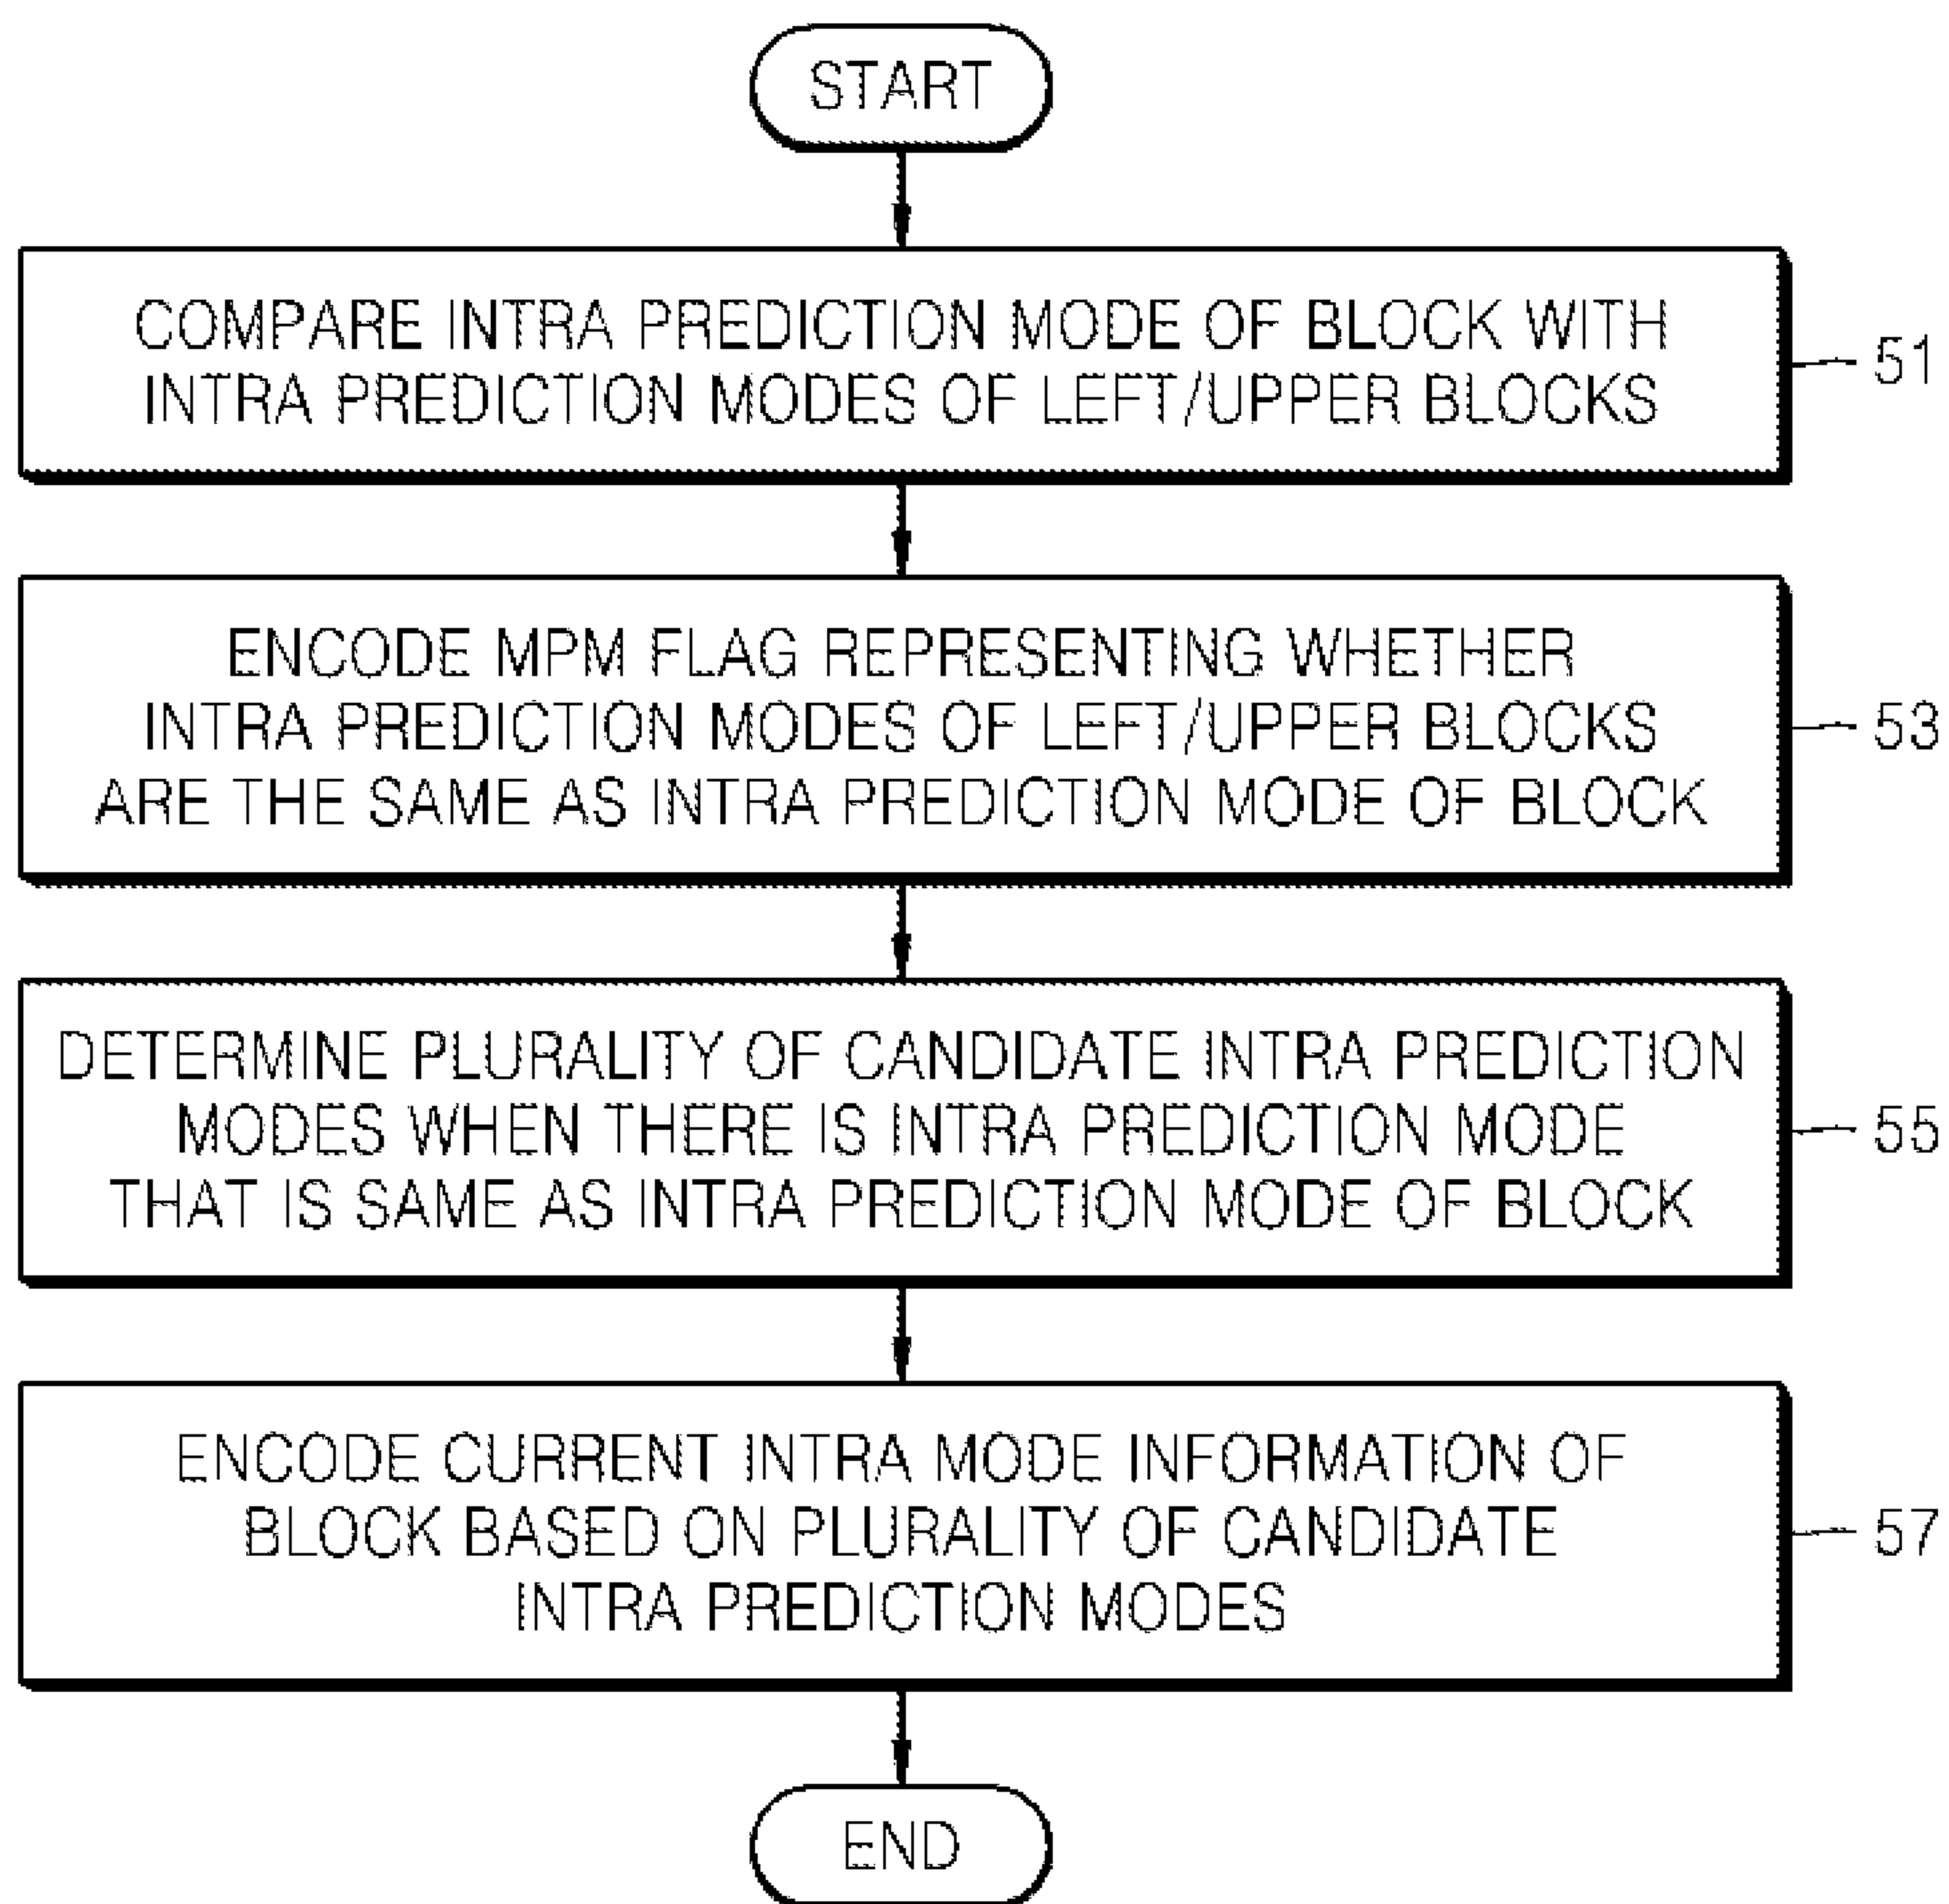 START
COMPARE INTRA PREDICTION MODE OF BLOCK WITH
INTRA PREDICTION MODES OF LEFT/UPPER BLOCKS
51
ENCODE MPM FLAG REPRESENTING WHETHER
INTRA PREDICTION MODES OF LEFT/UPPER BLOCKS
ARE THE SAME AS INTRA PREDICTION MODE OF BLOCK
53
DETERMINE PLURALITY OF CANDIDATE INTRA PREDICTION
MODES WHEN THERE IS INTRA PREDICTION MODE
THAT IS SAME AS INTRA PREDICTION MODE OF BLOCK
55
ENCODE CURRENT INTRA MODE INFORMATION OF
BLOCK BASED ON PLURALITY OF CANDIDATE
INTRA PREDICTION MODES
57
END